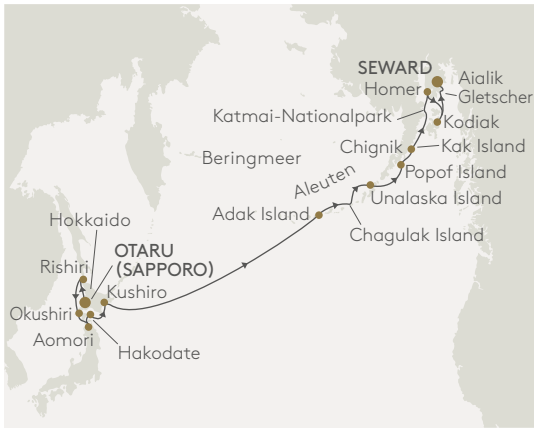 SEWARD
Homer
Aialik
Gletscher
Katmai-Nationalpark
Kodiak
Chignik
Kak Island
Beringmeer
Popof Island
Aleuten
Unalaska Island
Adak Island
Chagulak Island
Hokkaido
OTARU
(SAPPORO)
Rishiri
Kushiro
Okushiri
Aomori
Hakodate